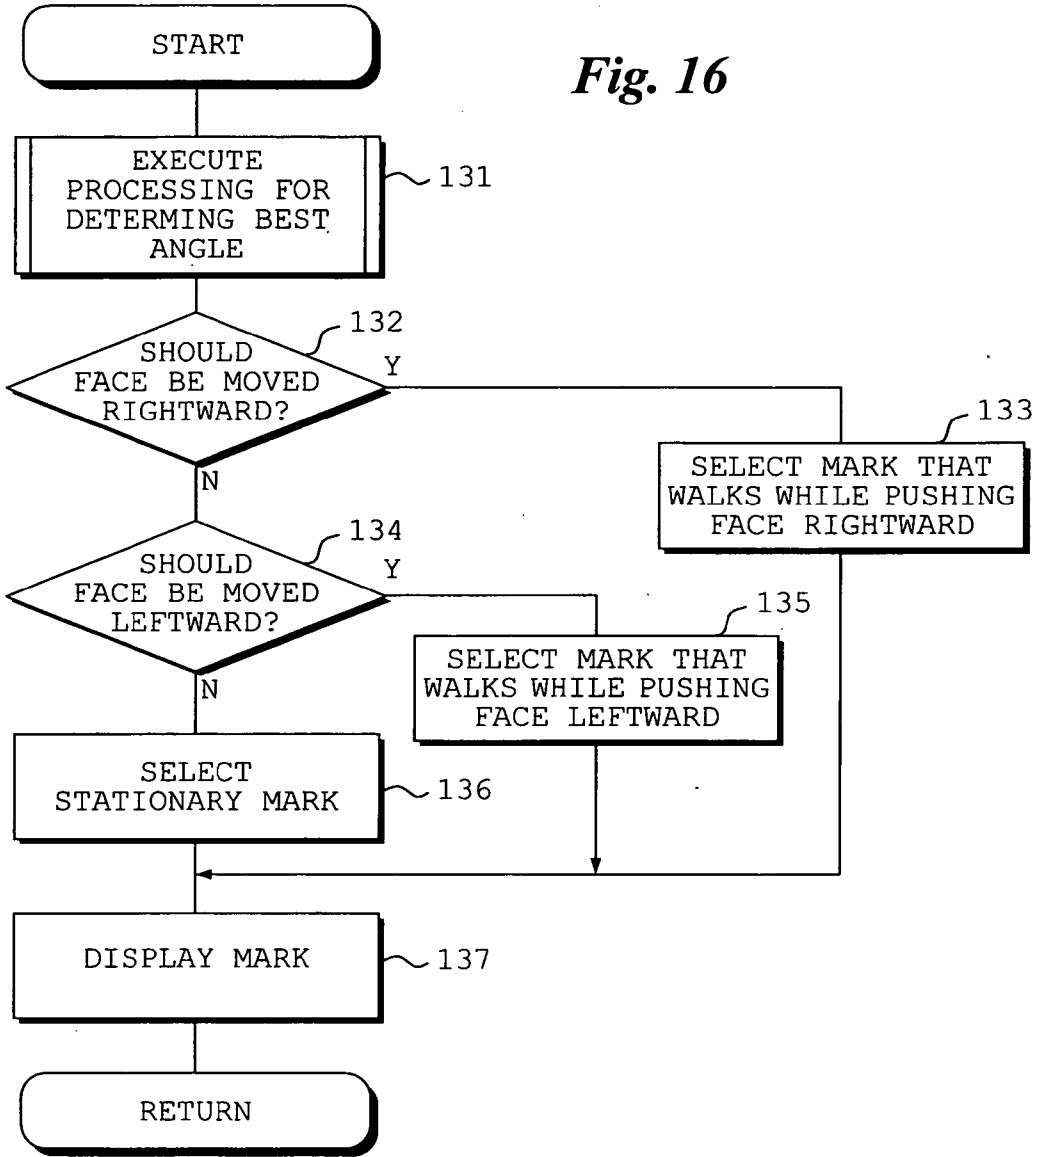 START
Fig. 16
EXECUTE
PROCESSING FOR
DETERMING BEST
ANGLE
131
132
SHOULD
FACE BE MOVED
RIGHTWARD?
Y
N
133
SELECT MARK THAT
WALKS WHILE PUSHING
FACE RIGHTWARD
134
SHOULD
FACE BE MOVED
LEFTWARD?
Y
N
135
SELECT MARK THAT
WALKS WHILE PUSHING
FACE LEFTWARD
SELECT
STATIONARY MARK
136
DISPLAY MARK
137
RETURN